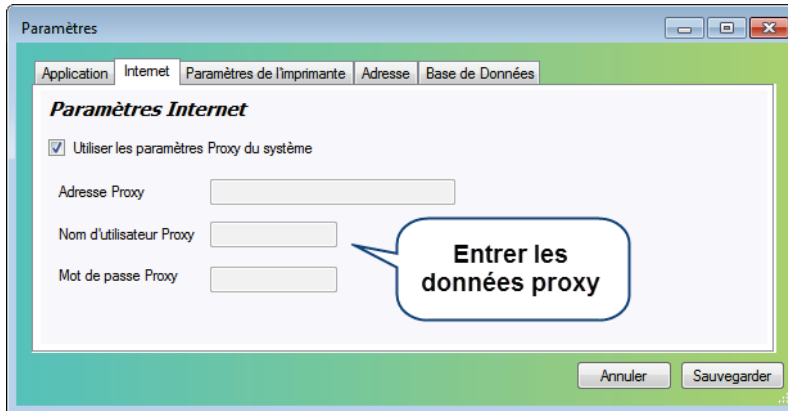 Paramètres
Application Internet Paramètres de l'imprimante Adresse Base de Données
Paramètres Internet
Utiliser les paramètres Proxy du système
Adresse Proxy
Nom d'utilisateur Proxy
Mot de passe Proxy
Entrer les
données proxy
Annuler Sauvegarder